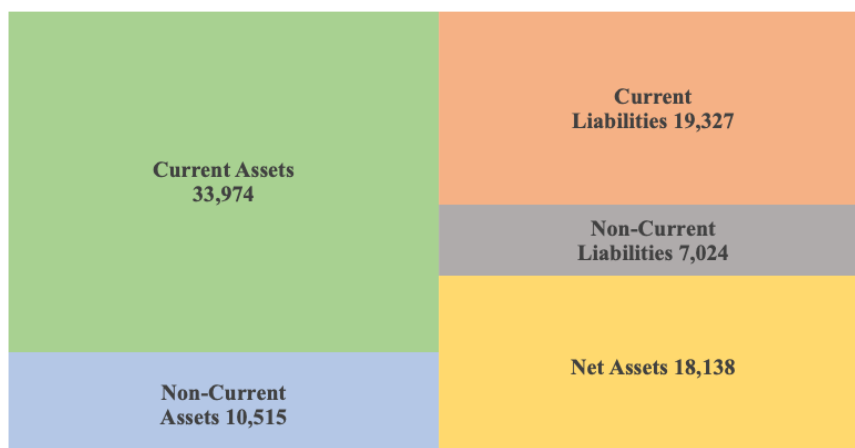 Current Assets
33,974
Non-Current
Assets 10,515
Current
Liabilities 19,327
Non-Current
Liabilities 7,024
Net Assets 18,138